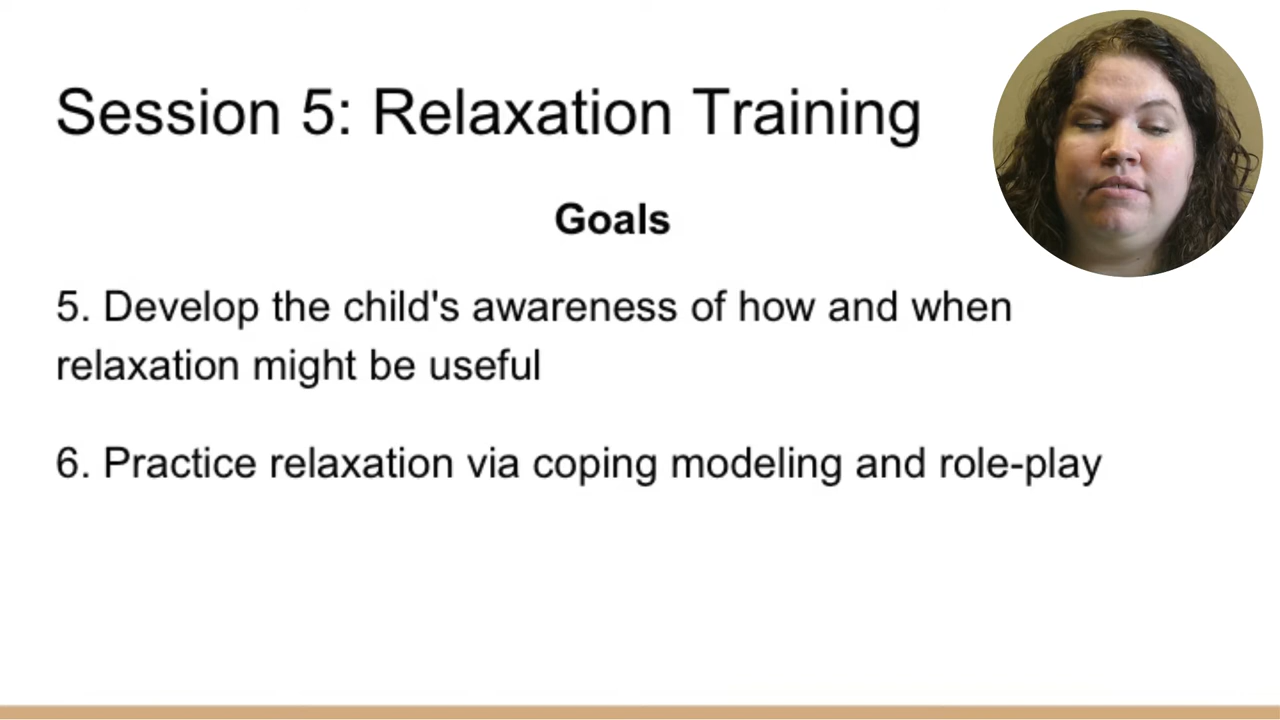 Session 5: Relaxation Training
Goals
5. Develop the child's awareness of how and when
relaxation might be useful
6. Practice relaxation via coping modeling and role-play